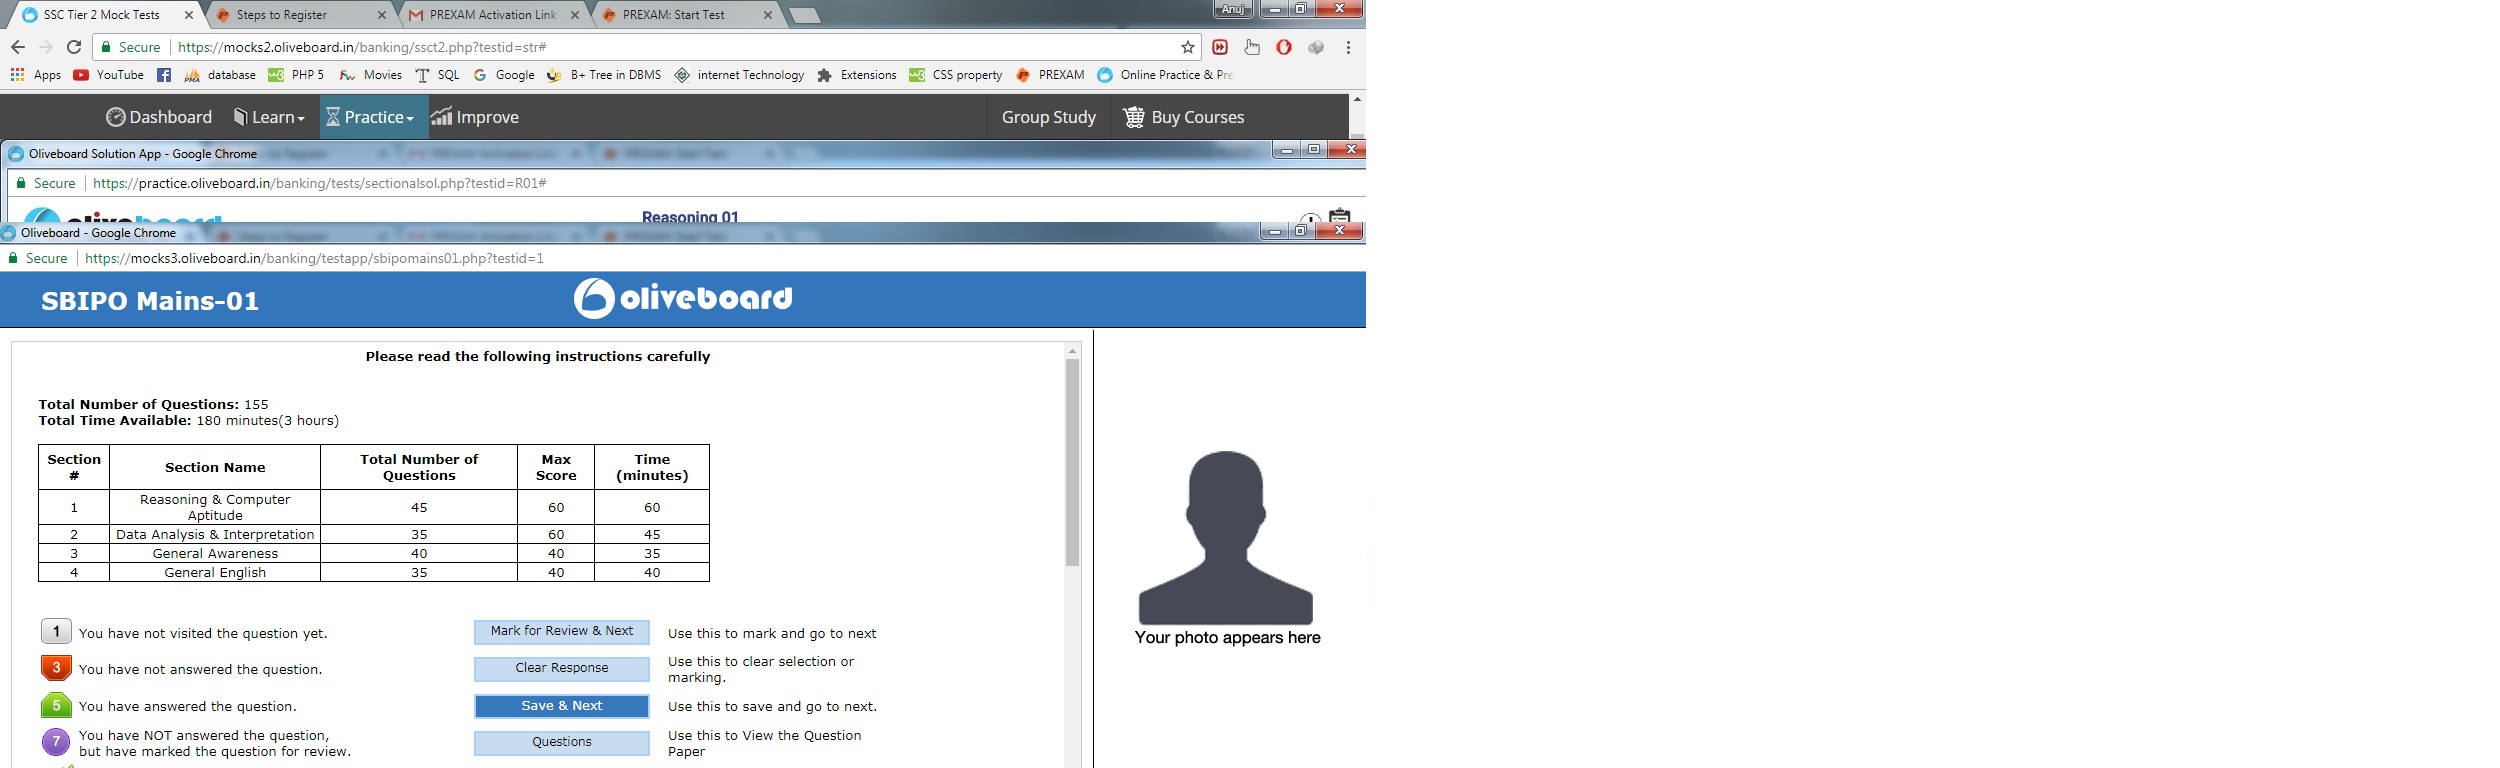 SSC Tier 2 Mock Tests Steps to Register PREXAM Activation Link PREXAM: Start Test Anuj
Secure https://mocks2.oliveboard.in/banking/ssct2.php?testid=str#
Apps YouTube database PHP 5 Movies SQL Google B+ Tree in DBMS internet Technology Extensions CSS property PREXAM Online Practice & Pre
Dashboard Learn Practice Improve Group Study Buy Courses
Oliveboard Solution App - Google Chrome
Secure https://practice.oliveboard.in/banking/tests/sectionalsol.php?testid=R01#
oliveboard Reasoning 01
Oliveboard - Google Chrome
Secure https://mocks3.oliveboard.in/banking/testapp/sbipomains01.php?testid=1
SBIPO Mains-01 oliveboard
Please read the following instructions carefully
Total Number of Questions: 155
Total Time Available: 180 minutes(3 hours)
Section # Section Name Total Number of Questions Max Score Time (minutes)
1 Reasoning & Computer Aptitude 45 60 60
2 Data Analysis & Interpretation 35 60 45
3 General Awareness 40 40 35
4 General English 35 40 40
1 You have not visited the question yet. Mark for Review & Next Use this to mark and go to next
3 You have not answered the question. Clear Response Use this to clear selection or marking.
5 You have answered the question. Save & Next Use this to save and go to next.
7 You have NOT answered the question, but have marked the question for review. Questions Use this to View the Question Paper
Your photo appears here